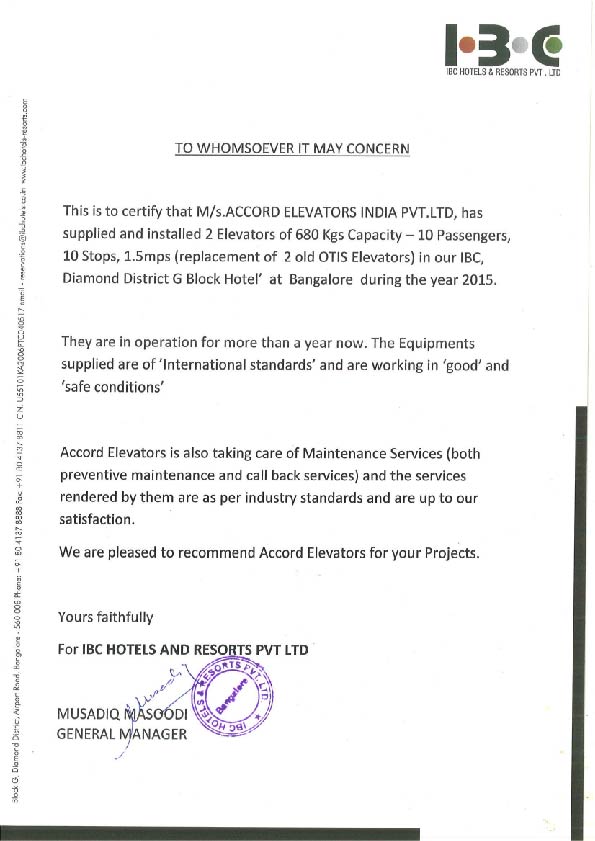 I·B·C
IBC HOTELS & RESORTS PVT. LTD
TO WHOMSOEVER IT MAY CONCERN
This is to certify that M/s.ACCORD ELEVATORS INDIA PVT.LTD, has
supplied and installed 2 Elevators of 680 Kgs Capacity – 10 Passengers,
10 Stops, 1.5mps (replacement of 2 old OTIS Elevators) in our IBC,
Diamond District G Block Hotel' at Bangalore during the year 2015.
They are in operation for more than a year now. The Equipments
supplied are of 'International standards' and are working in 'good' and
'safe conditions'
Accord Elevators is also taking care of Maintenance Services (both
preventive maintenance and call back services) and the services
rendered by them are as per industry standards and are up to our
satisfaction.
We are pleased to recommend Accord Elevators for your Projects.
Yours faithfully
For IBC HOTELS AND RESORTS PVT LTD
MUSADIQ MASOODI
GENERAL MANAGER
IBC HOTELS & RESORTS PVT. LTD
Bangalore
Block G, Diamond District, Airport Road, Bangalore - 560 008 Phone: +91 80 4137 8888 Fax: +91 80 4137 8811 CIN: email - reservations@ibchotels.co.in www.ibchotels-resorts.com